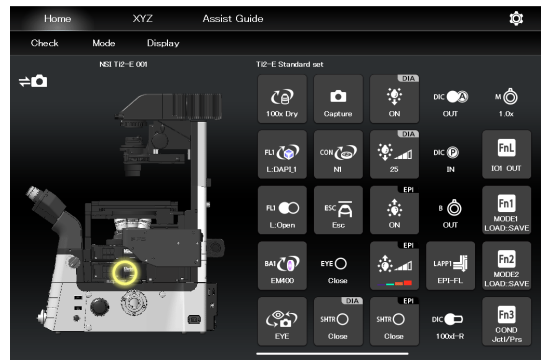 Home XYZ Assist Guide
Check Mode Display
NSI Ti2-E 001
Ti2-E Standard set
100x Dry
Capture
DIA
ON
DIC A
OUT
M
1.0x
FL1
L:DAPI_1
CON
N1
DIA
25
DIC P
IN
FnL
IO1 OUT
FL1
L:Open
ESC
Esc
EPI
ON
B
OUT
Fn1
MODE1
LOAD:SAVE
BA1
EM400
EYE
Close
EPI
LAPP1
EPI-FL
Fn2
MODE2
LOAD:SAVE
EYE
DIA
SHTR
Close
EPI
SHTR
Close
DIC
100xI-R
Fn3
COND
Jctl/Prs